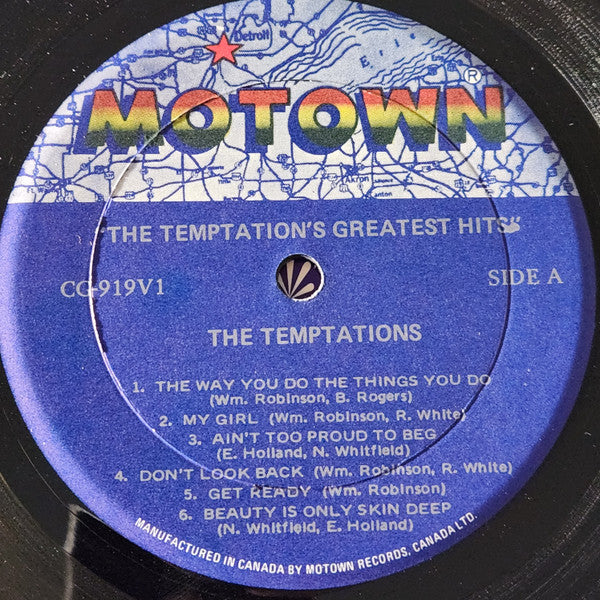 Detroit
Erie
MOTOWN®
Akron
anton
"THE TEMPTATION'S GREATEST HITS"
CG-919V1
SIDE A
THE TEMPTATIONS
1. THE WAY YOU DO THE THINGS YOU DO
(Wm. Robinson, B. Rogers)
2. MY GIRL (Wm. Robinson, R. White)
3. AIN'T TOO PROUD TO BEG
(E. Holland, N. Whitfield)
4. DON'T LOOK BACK (Wm. Robinson, R. White)
5. GET READY (Wm. Robinson)
6. BEAUTY IS ONLY SKIN DEEP
(N. Whitfield, E. Holland)
MANUFACTURED IN CANADA BY MOTOWN RECORDS, CANADA LTD.